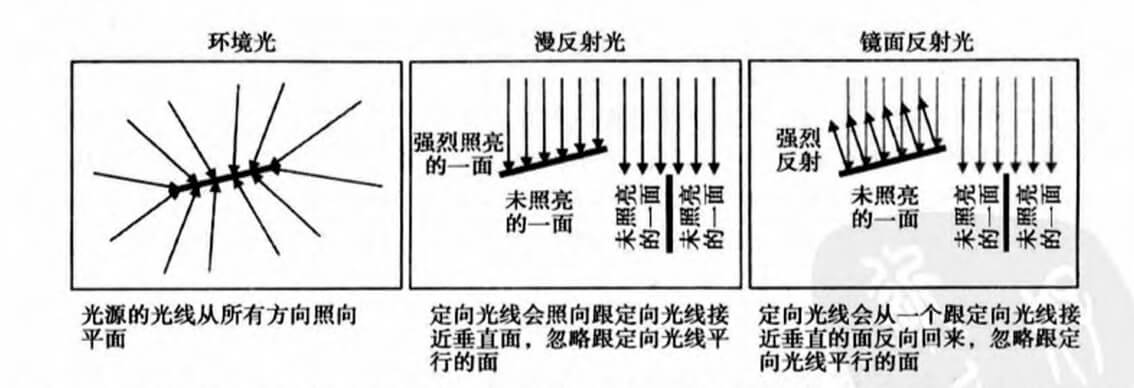 环境光
漫反射光
镜面反射光
强烈照亮
的一面
未照亮
的一面
未照亮
的一面
未照亮
的一面
强烈
反射
未照亮
的一面
未照亮
的一面
未照亮
的一面
光源的光线从所有方向照向
平面
定向光线会照向跟定向光线接
近垂直面，忽略跟定向光线平
行的面
定向光线会从一个跟定向光线接
近垂直的面反向回来，忽略跟定
向光线平行的面